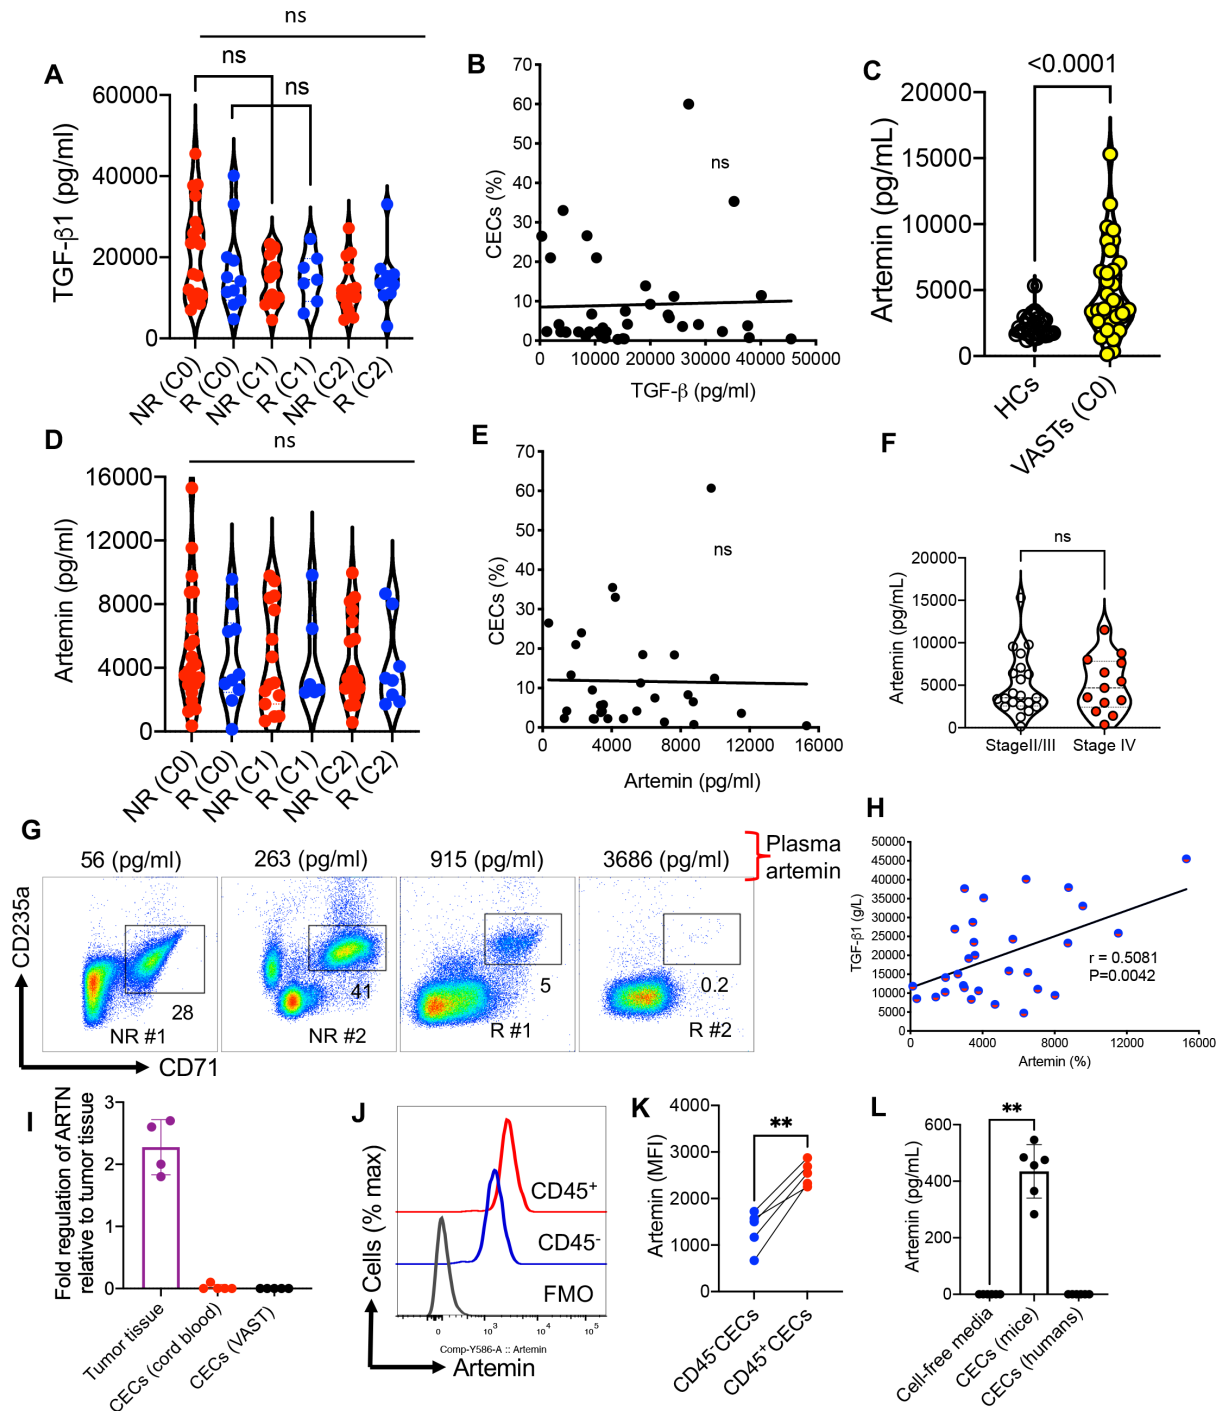 A
ns
ns
ns
TGF-β1 (pg/ml)
60000
40000
20000
0
NR (C0)
R (C0)
NR (C1)
R (C1)
NR (C2)
R (C2)
B
CECs (%)
70
60
50
40
30
20
10
0
ns
0
10000
20000
30000
40000
50000
TGF-β (pg/ml)
C
<0.0001
Artemin (pg/mL)
20000
15000
10000
5000
0
HCs
VASTs (C0)
D
ns
Artemin (pg/ml)
16000
12000
8000
4000
0
NR (C0)
R (C0)
NR (C1)
R (C1)
NR (C2)
R (C2)
E
CECs (%)
70
60
50
40
30
20
10
0
ns
0
4000
8000
12000
16000
Artemin (pg/ml)
F
ns
Artemin (pg/mL)
20000
15000
10000
5000
0
StageII/III
Stage IV
G
56 (pg/ml)
263 (pg/ml)
915 (pg/ml)
3686 (pg/ml)
Plasma
artemin
CD235a
28
NR #1
41
NR #2
5
R #1
0.2
R #2
CD71
H
TGF-β1 (g/L)
50000
45000
40000
35000
30000
25000
20000
15000
10000
5000
0
r = 0.5081
P=0.0042
0
4000
8000
12000
16000
Artemin (%)
I
Fold regulation of ARTN
relative to tumor tissue
3
2
1
0
Tumor tissue
CECs (cord blood)
CECs (VAST)
J
Cells (% max)
CD45+
CD45-
FMO
0
10^3
10^4
10^5
Comp-Y586-A :: Artemin
Artemin
K
**
Artemin (MFI)
4000
3000
2000
1000
0
CD45-CECs
CD45+CECs
L
**
Artemin (pg/mL)
600
400
200
0
Cell-free media
CECs (mice)
CECs (humans)